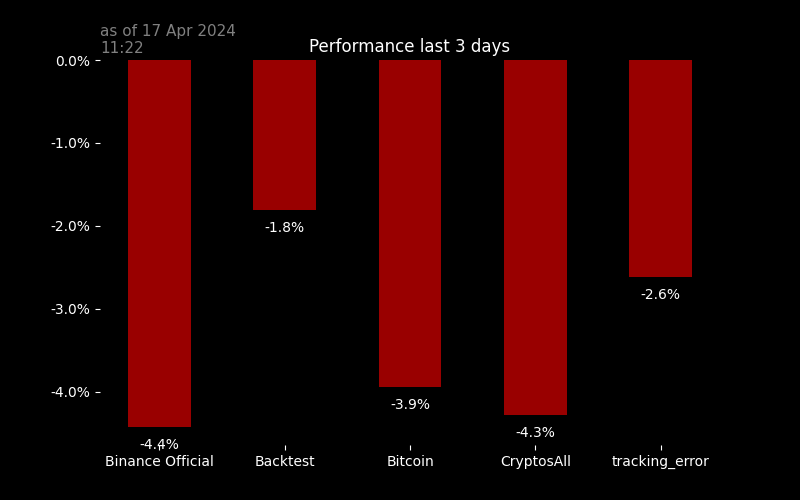 as of 17 Apr 2024
11:22
Performance last 3 days
0.0%
-1.0%
-2.0%
-3.0%
-4.0%
-4.4%
-1.8%
-3.9%
-4.3%
-2.6%
Binance Official
Backtest
Bitcoin
CryptosAll
tracking_error